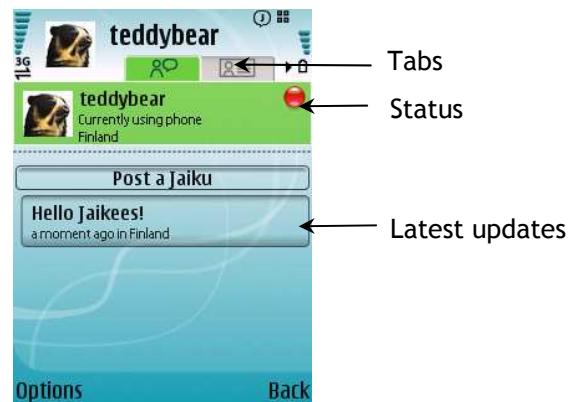 J
teddybear
3G
Tabs
teddybear
Currently using phone
Finland
Status
Post a Jaiku
Hello Jaikees!
a moment ago in Finland
Latest updates
Options Back